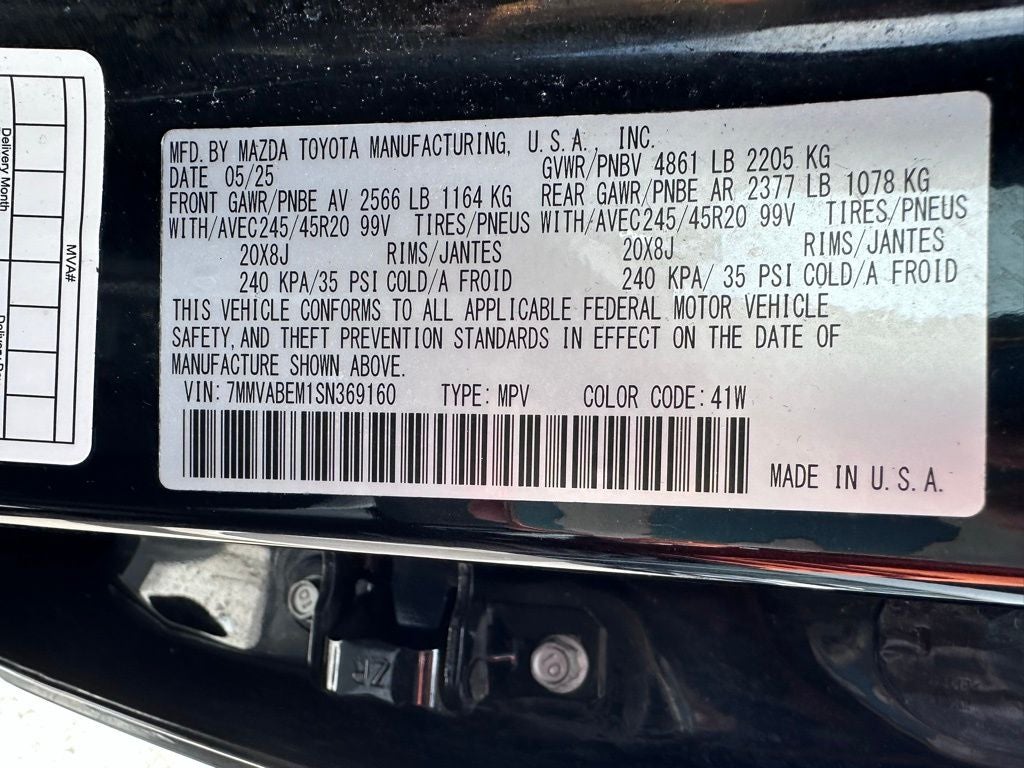 MFD. BY MAZDA TOYOTA MANUFACTURING, U.S.A., INC.
DATE 05/25 GVWR/PNBV 4861 LB 2205 KG
FRONT GAWR/PNBE AV 2566 LB 1164 KG REAR GAWR/PNBE AR 2377 LB 1078 KG
WITH/AVEC245/45R20 99V TIRES/PNEUS WITH/AVEC245/45R20 99V TIRES/PNEUS
20X8J RIMS/JANTES 20X8J RIMS/JANTES
240 KPA/35 PSI COLD/A FROID 240 KPA/ 35 PSI COLD/A FROID
THIS VEHICLE CONFORMS TO ALL APPLICABLE FEDERAL MOTOR VEHICLE
SAFETY, AND THEFT PREVENTION STANDARDS IN EFFECT ON THE DATE OF
MANUFACTURE SHOWN ABOVE.
VIN: 7MMVABEM1SN369160 TYPE: MPV COLOR CODE: 41W
MADE IN U.S.A.
Delivery Month
MVA#